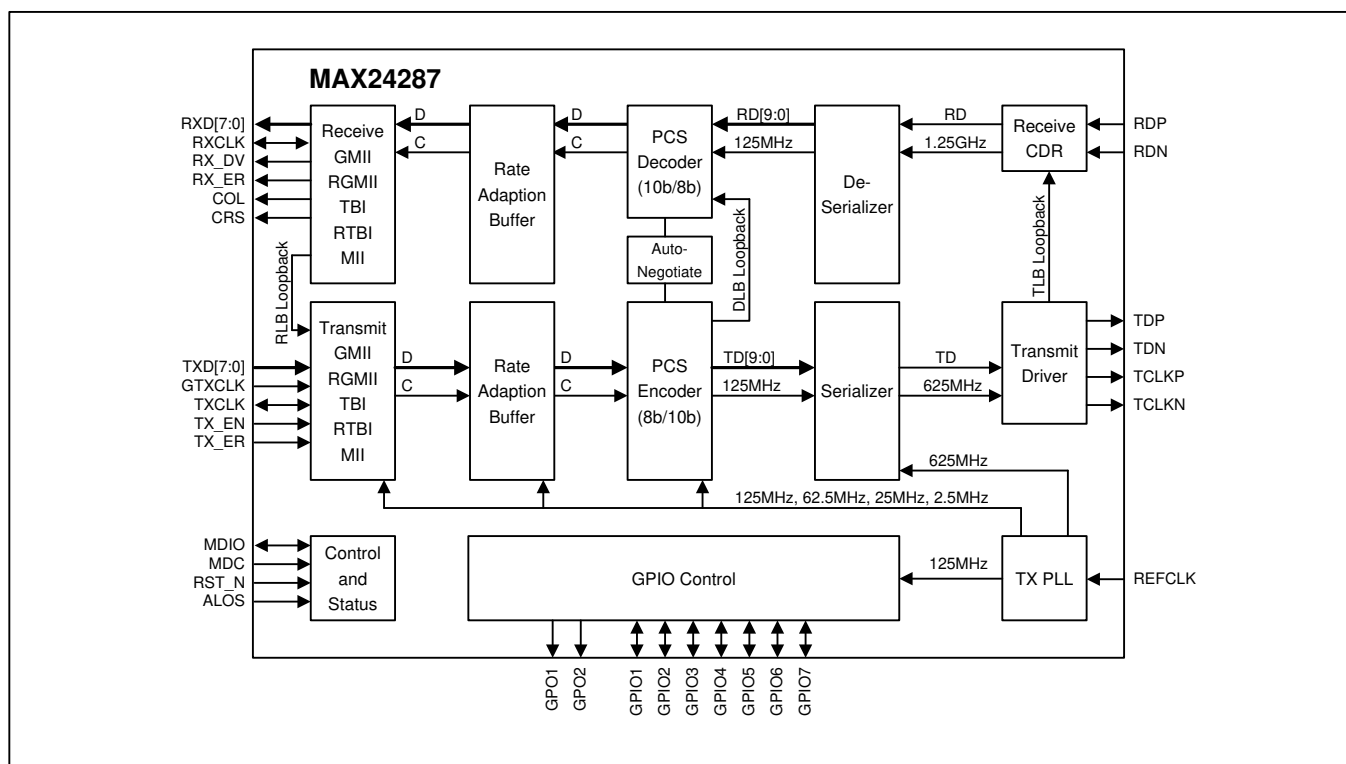 MAX24287
RXD[7:0]
RXCLK
RX_DV
RX_ER
COL
CRS
Receive
GMII
RGMII
TBI
RTBI
MII
D
C
Rate
Adaption
Buffer
D
C
PCS
Decoder
(10b/8b)
RD[9:0]
125MHz
De-
Serializer
RD
1.25GHz
Receive
CDR
RDP
RDN
RLB Loopback
Auto-
Negotiate
DLB Loopback
TLB Loopback
TXD[7:0]
GTXCLK
TXCLK
TX_EN
TX_ER
Transmit
GMII
RGMII
TBI
RTBI
MII
D
C
Rate
Adaption
Buffer
D
C
PCS
Encoder
(8b/10b)
TD[9:0]
125MHz
Serializer
TD
625MHz
Transmit
Driver
TDP
TDN
TCLKP
TCLKN
625MHz
125MHz, 62.5MHz, 25MHz, 2.5MHz
MDIO
MDC
RST_N
ALOS
Control
and
Status
GPIO Control
125MHz
TX PLL
REFCLK
GPO1
GPO2
GPIO1
GPIO2
GPIO3
GPIO4
GPIO5
GPIO6
GPIO7